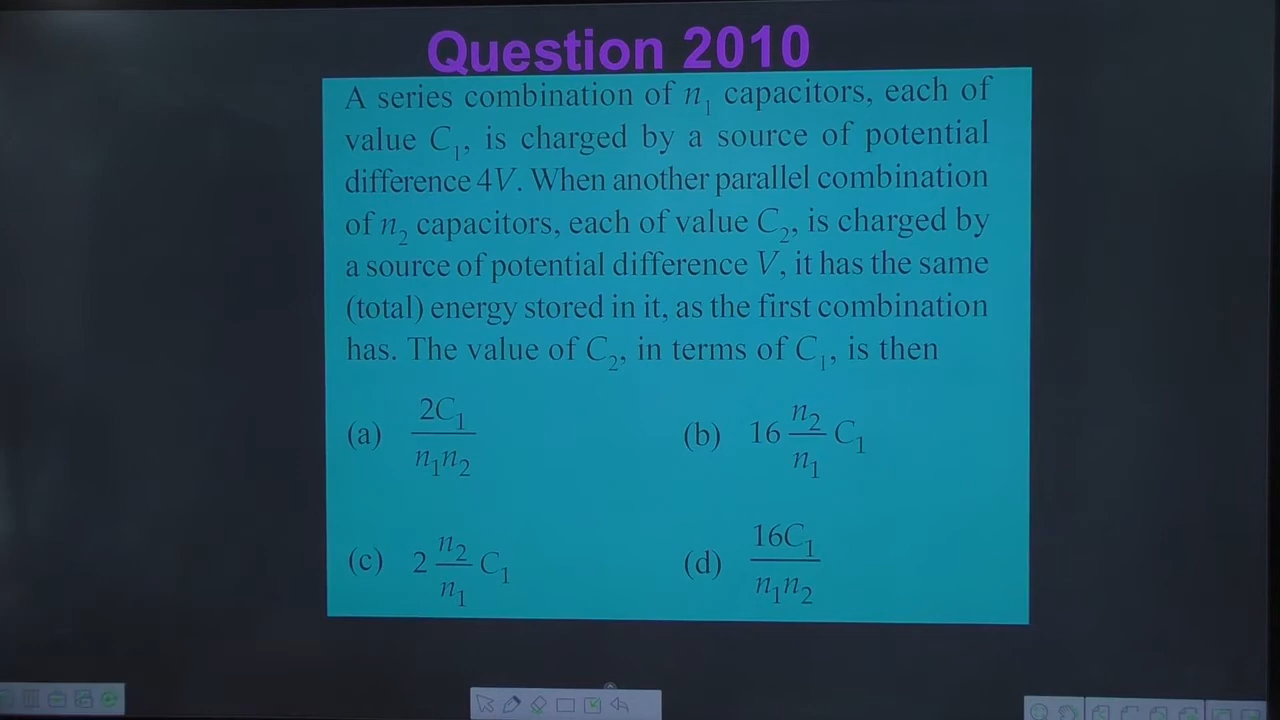 Question 2010
A series combination of n₁ capacitors, each of
value C₁, is charged by a source of potential
difference 4V. When another parallel combination
of n₂ capacitors, each of value C₂, is charged by
a source of potential difference V, it has the same
(total) energy stored in it, as the first combination
has. The value of C₂, in terms of C₁, is then
(a) 2C₁/n₁n₂ (b) 16 n₂/n₁ C₁
(c) 2 n₂/n₁ C₁ (d) 16C₁/n₁n₂